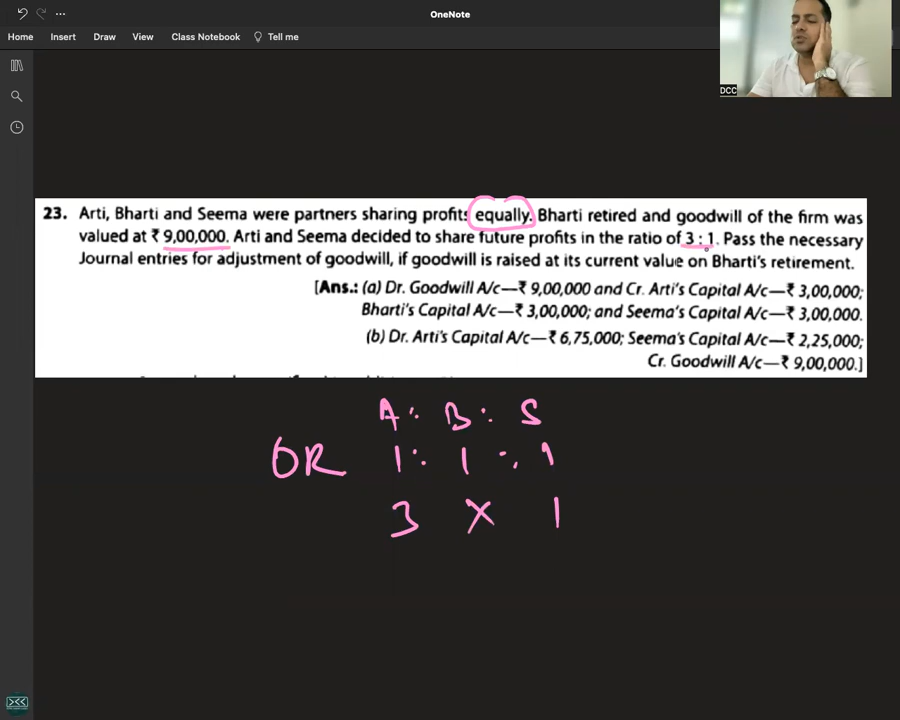 OneNote
Home Insert Draw View Class Notebook Tell me
DCC
23. Arti, Bharti and Seema were partners sharing profits equally. Bharti retired and goodwill of the firm was
valued at ₹ 9,00,000. Arti and Seema decided to share future profits in the ratio of 3 : 1. Pass the necessary
Journal entries for adjustment of goodwill, if goodwill is raised at its current value on Bharti's retirement.
[Ans.: (a) Dr. Goodwill A/c—₹ 9,00,000 and Cr. Arti's Capital A/c—₹ 3,00,000;
Bharti's Capital A/c—₹ 3,00,000; and Seema's Capital A/c—₹ 3,00,000.
(b) Dr. Arti's Capital A/c—₹ 6,75,000; Seema's Capital A/c—₹ 2,25,000;
Cr. Goodwill A/c—₹ 9,00,000.]
A : B : S
OR 1 : 1 : 1
3 X 1